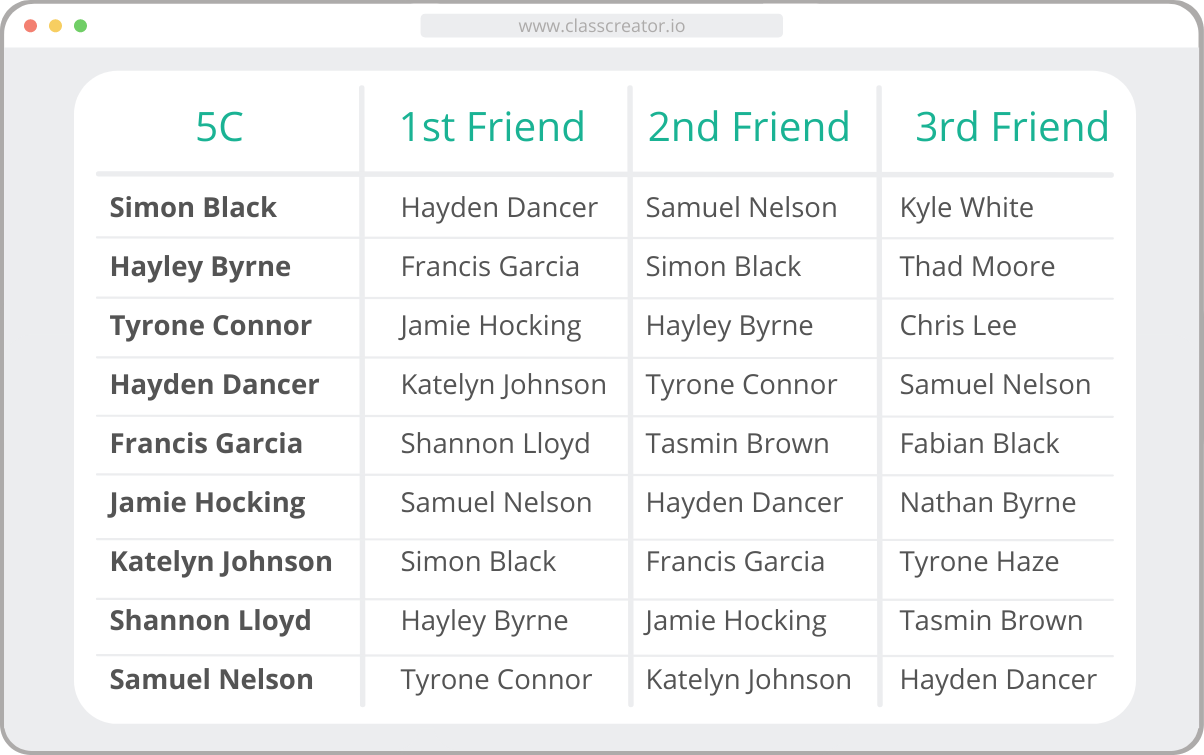 www.classcreator.io
5C 1st Friend 2nd Friend 3rd Friend
Simon Black Hayden Dancer Samuel Nelson Kyle White
Hayley Byrne Francis Garcia Simon Black Thad Moore
Tyrone Connor Jamie Hocking Hayley Byrne Chris Lee
Hayden Dancer Katelyn Johnson Tyrone Connor Samuel Nelson
Francis Garcia Shannon Lloyd Tasmin Brown Fabian Black
Jamie Hocking Samuel Nelson Hayden Dancer Nathan Byrne
Katelyn Johnson Simon Black Francis Garcia Tyrone Haze
Shannon Lloyd Hayley Byrne Jamie Hocking Tasmin Brown
Samuel Nelson Tyrone Connor Katelyn Johnson Hayden Dancer